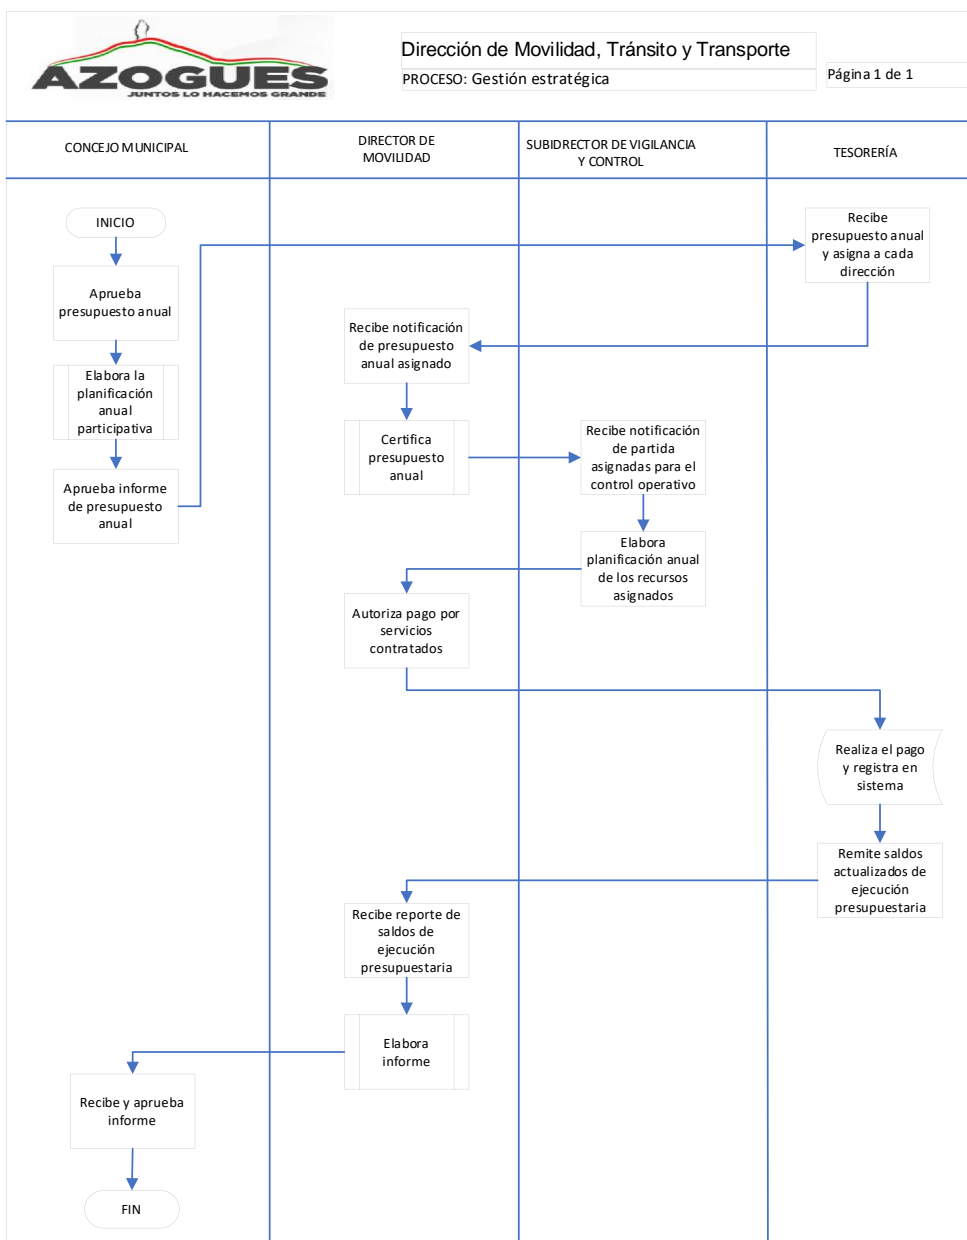 AZOGUES
JUNTOS LO HACEMOS GRANDE
Dirección de Movilidad, Tránsito y Transporte
PROCESO: Gestión estratégica
Página 1 de 1
CONCEJO MUNICIPAL
DIRECTOR DE
MOVILIDAD
SUBIDRECTOR DE VIGILANCIA
Y CONTROL
TESORERÍA
INICIO
Aprueba
presupuesto anual
Elabora la
planificación
anual
participativa
Aprueba informe
de presupuesto
anual
Recibe
presupuesto anual
y asigna a cada
dirección
Recibe notificación
de presupuesto
anual asignado
Certifica
presupuesto
anual
Recibe notificación
de partida
asignadas para el
control operativo
Elabora
planificación anual
de los recursos
asignados
Autoriza pago por
servicios
contratados
Realiza el pago
y registra en
sistema
Remite saldos
actualizados de
ejecución
presupuestaria
Recibe reporte de
saldos de
ejecución
presupuestaria
Elabora
informe
Recibe y aprueba
informe
FIN